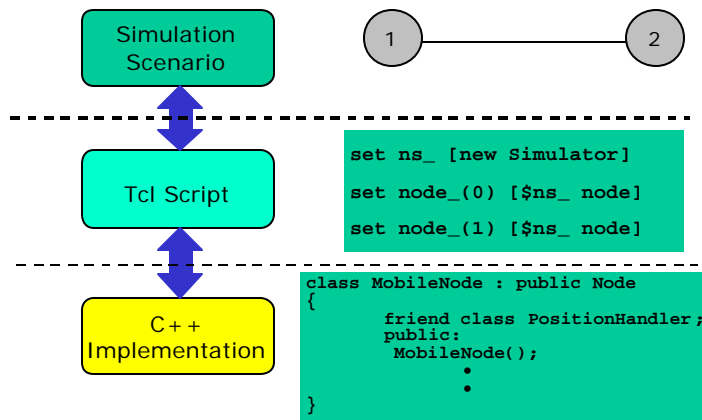 Simulation
Scenario
1
2
Tcl Script
set ns_ [new Simulator]
set node_(0) [$ns_ node]
set node_(1) [$ns_ node]
C++
Implementation
class MobileNode : public Node
{
friend class PositionHandler;
public:
MobileNode();
•
•
}